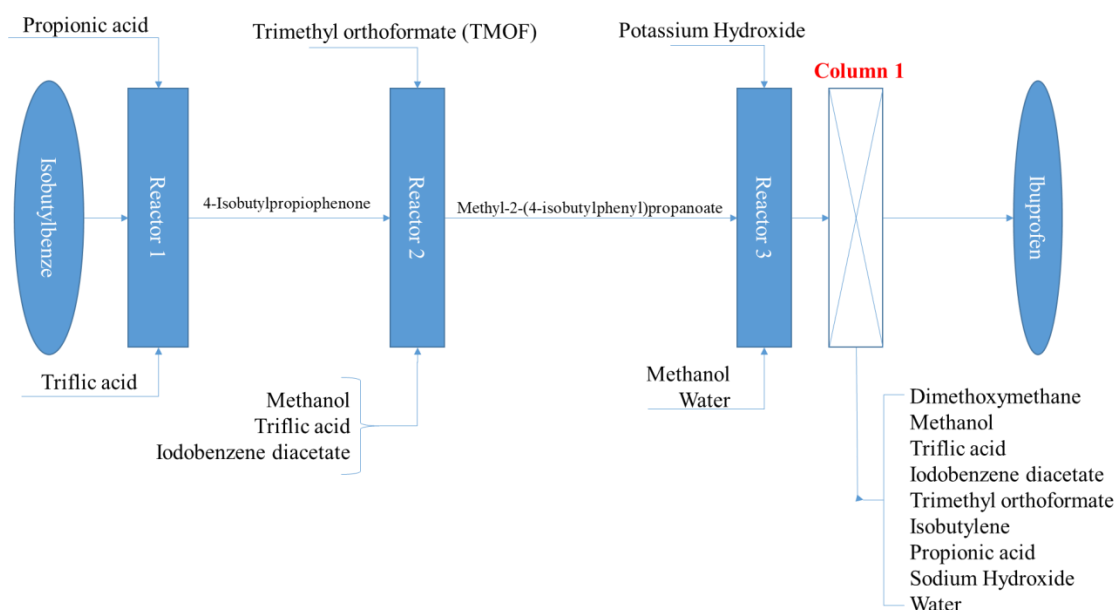 Propionic acid
Trimethyl orthoformate (TMOF)
Potassium Hydroxide
Column 1
Isobutylbenze
Reactor 1
4-Isobutylpropiophenone
Reactor 2
Methyl-2-(4-isobutylphenyl)propanoate
Reactor 3
Ibuprofen
Triflic acid
Methanol
Triflic acid
Iodobenzene diacetate
Methanol
Water
Dimethoxymethane
Methanol
Triflic acid
Iodobenzene diacetate
Trimethyl orthoformate
Isobutylene
Propionic acid
Sodium Hydroxide
Water